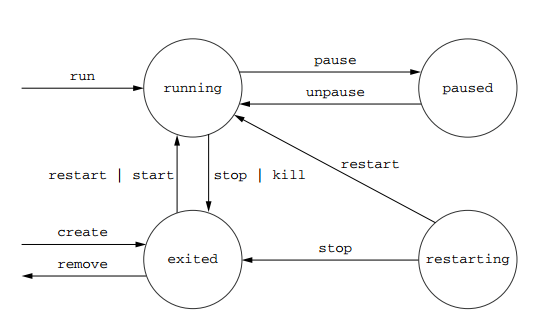 run
pause
running
paused
unpause
restart
restart | start
stop | kill
create
stop
exited
restarting
remove